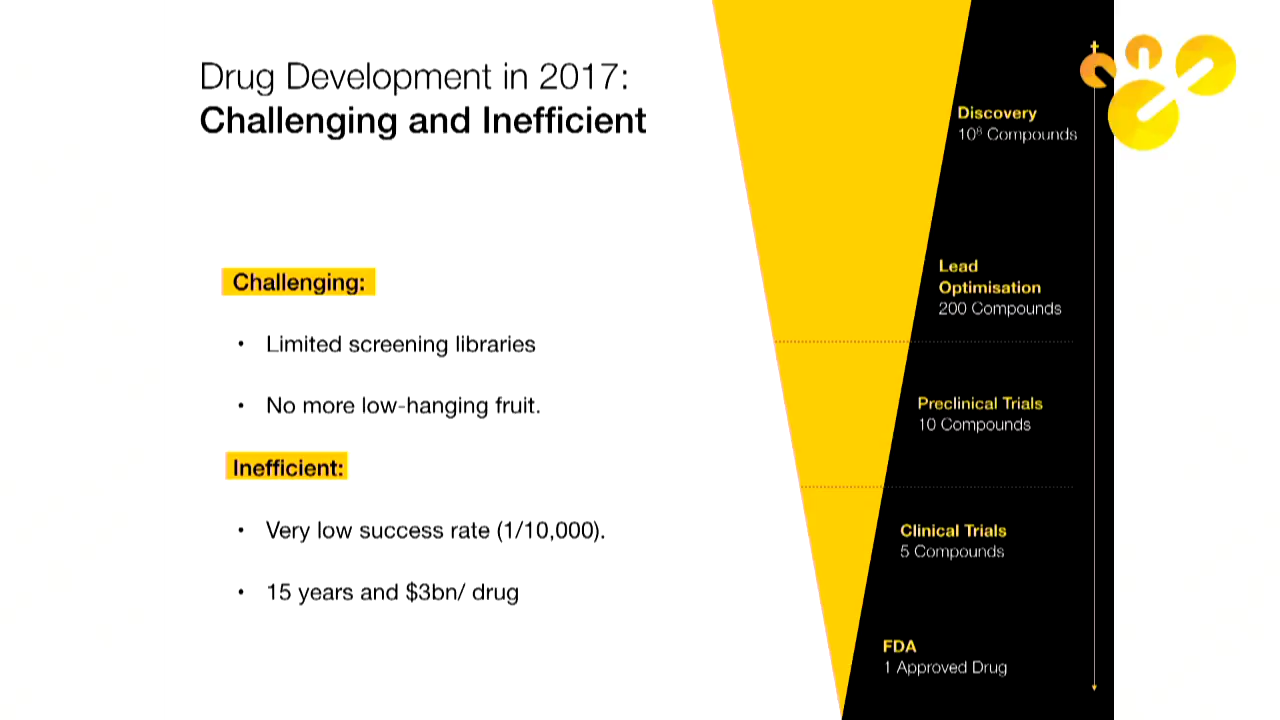 Drug Development in 2017:
Challenging and Inefficient
Challenging:
• Limited screening libraries
• No more low-hanging fruit.
Inefficient:
• Very low success rate (1/10,000).
• 15 years and $3bn/ drug
Discovery
10⁸ Compounds
Lead
Optimisation
200 Compounds
Preclinical Trials
10 Compounds
Clinical Trials
5 Compounds
FDA
1 Approved Drug